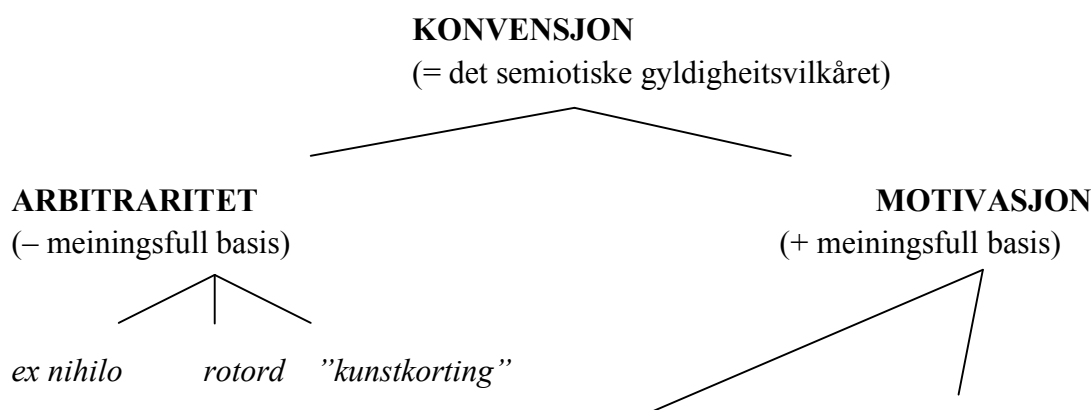 KONVENSJON
(= det semiotiske gyldigheitsvilkåret)
ARBITRARITET MOTIVASJON
(– meiningsfull basis) (+ meiningsfull basis)
ex nihilo rotord ”kunstkorting”